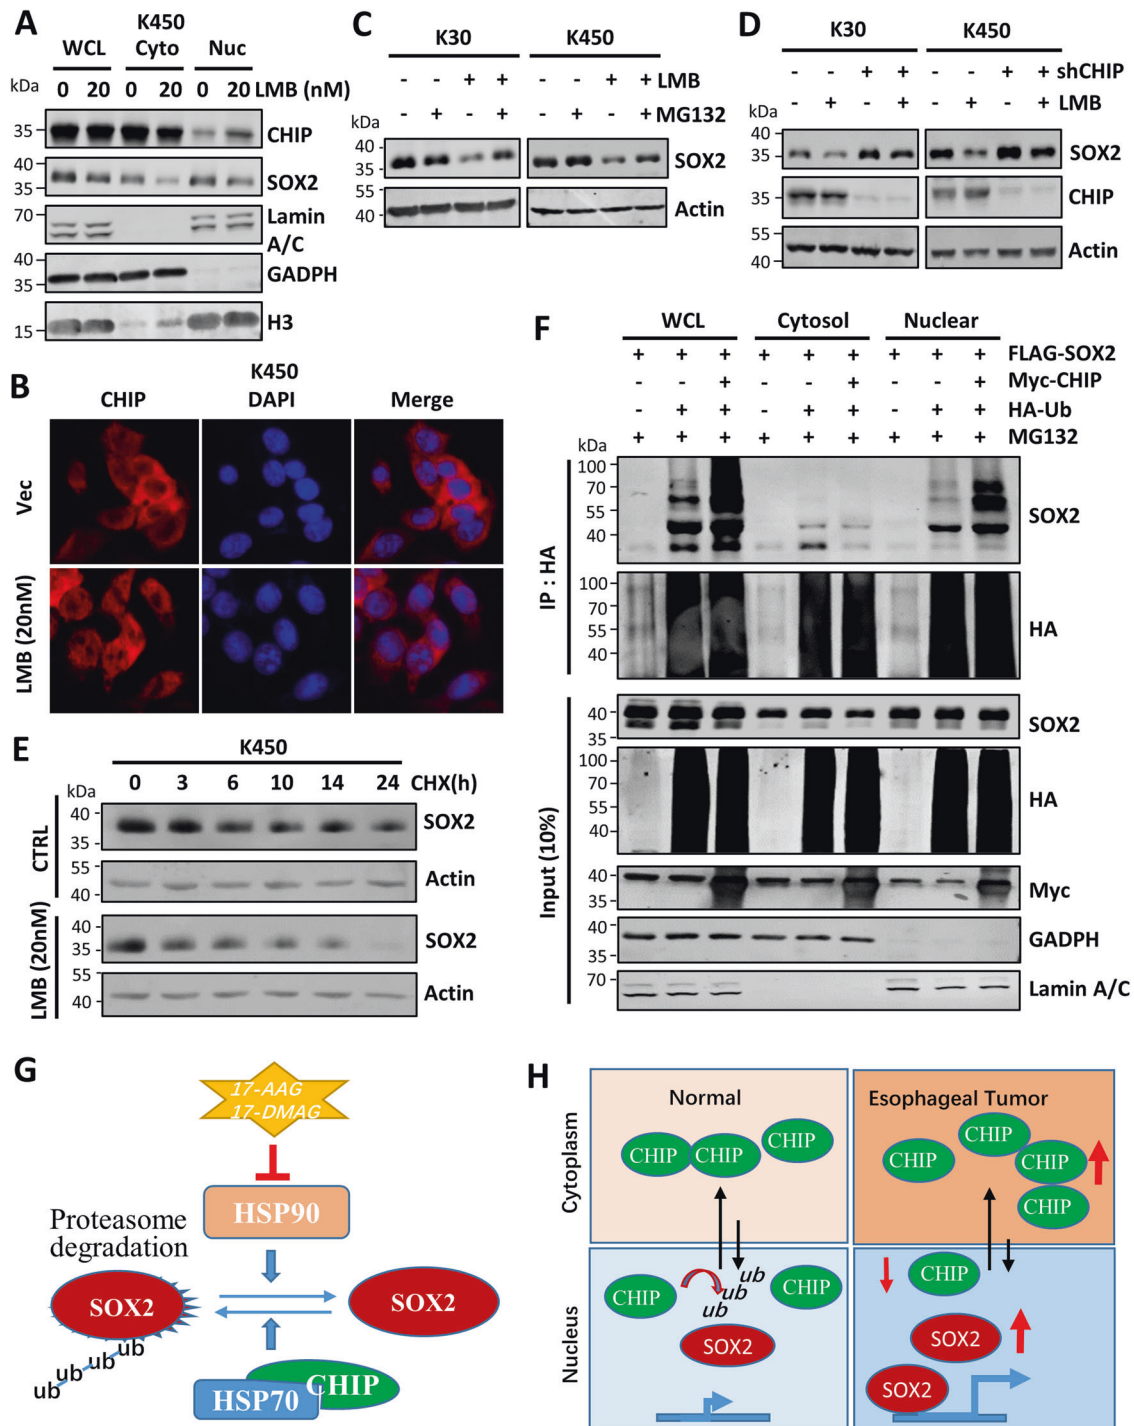 A
K450
WCL Cyto Nuc
kDa 0 20 0 20 0 20 LMB (nM)
35 CHIP
40
35 SOX2
70 Lamin
A/C
40
35 GADPH
15 H3
B
K450
CHIP DAPI Merge
Vec
LMB (20nM)
C
K30 K450
- - + + - - + + LMB
- + - + - + - + MG132
kDa
40
35 SOX2
55
40 Actin
D
K30 K450
- - + + - - + + shCHIP
- + - + - + - + LMB
kDa
40
35 SOX2
35 CHIP
55
40 Actin
E
K450
kDa 0 3 6 10 14 24 CHX(h)
CTRL
40
35 SOX2
55
40 Actin
LMB (20nM)
40
35 SOX2
55
40 Actin
F
WCL Cytosol Nuclear
+ + + + + + + + + FLAG-SOX2
- - + - - + - - + Myc-CHIP
- + + - + + - + + HA-Ub
+ + + + + + + + + MG132
kDa
IP : HA
100
70
55
40
SOX2
100
70
55
40
HA
Input (10%)
40
35 SOX2
100
70
55
40
HA
40
35 Myc
GADPH
70 Lamin A/C
G
17-AAG
17-DMAG
HSP90
Proteasome
degradation
SOX2 SOX2
ub ub ub ub
HSP70 CHIP
H
Cytoplasm
Normal
CHIP CHIP CHIP
Esophageal Tumor
CHIP CHIP CHIP CHIP
Nucleus
CHIP ub ub ub CHIP
SOX2
CHIP
SOX2
SOX2